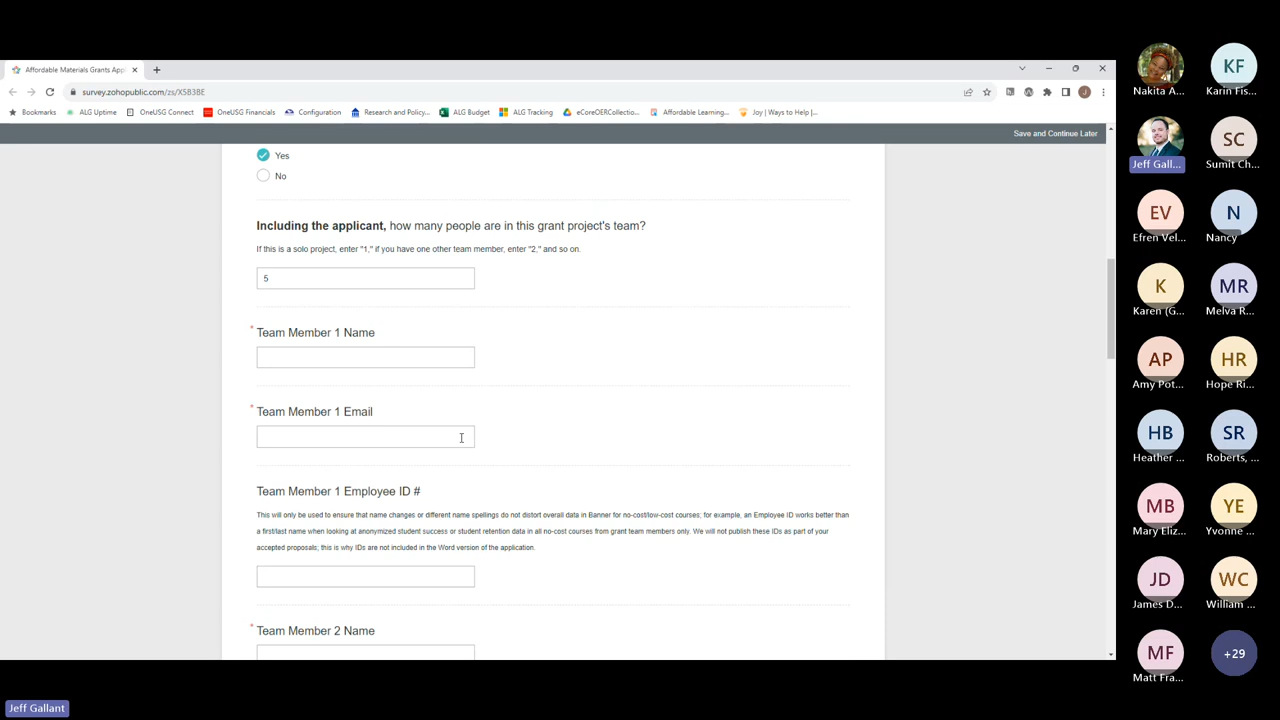 Affordable Materials Grants App
survey.zohopublic.com/zs/X5B3BE
Bookmarks
ALG Uptime
OneUSG Connect
OneUSG Financials
Configuration
Research and Policy...
ALG Budget
ALG Tracking
eCoreOERCollectio...
Affordable Learning...
Joy | Ways to Help |...
Save and Continue Later
Yes
No
Including the applicant, how many people are in this grant project's team?
If this is a solo project, enter "1," if you have one other team member, enter "2," and so on.
5
* Team Member 1 Name
* Team Member 1 Email
Team Member 1 Employee ID #
This will only be used to ensure that name changes or different name spellings do not distort overall data in Banner for no-cost/low-cost courses; for example, an Employee ID works better than
a first/last name when looking at anonymized student success or student retention data in all no-cost courses from grant team members only. We will not publish these IDs as part of your
accepted proposals; this is why IDs are not included in the Word version of the application.
* Team Member 2 Name
Nakita A...
KF
Karin Fis...
Jeff Gall...
SC
Sumit Ch...
EV
Efren Vel...
N
Nancy
K
Karen (G...
MR
Melva R...
AP
Amy Pot...
HR
Hope Ri...
HB
Heather ...
SR
Roberts, ...
MB
Mary Eliz...
YE
Yvonne ...
JD
James D...
WC
William ...
MF
Matt Fra...
+29
Jeff Gallant